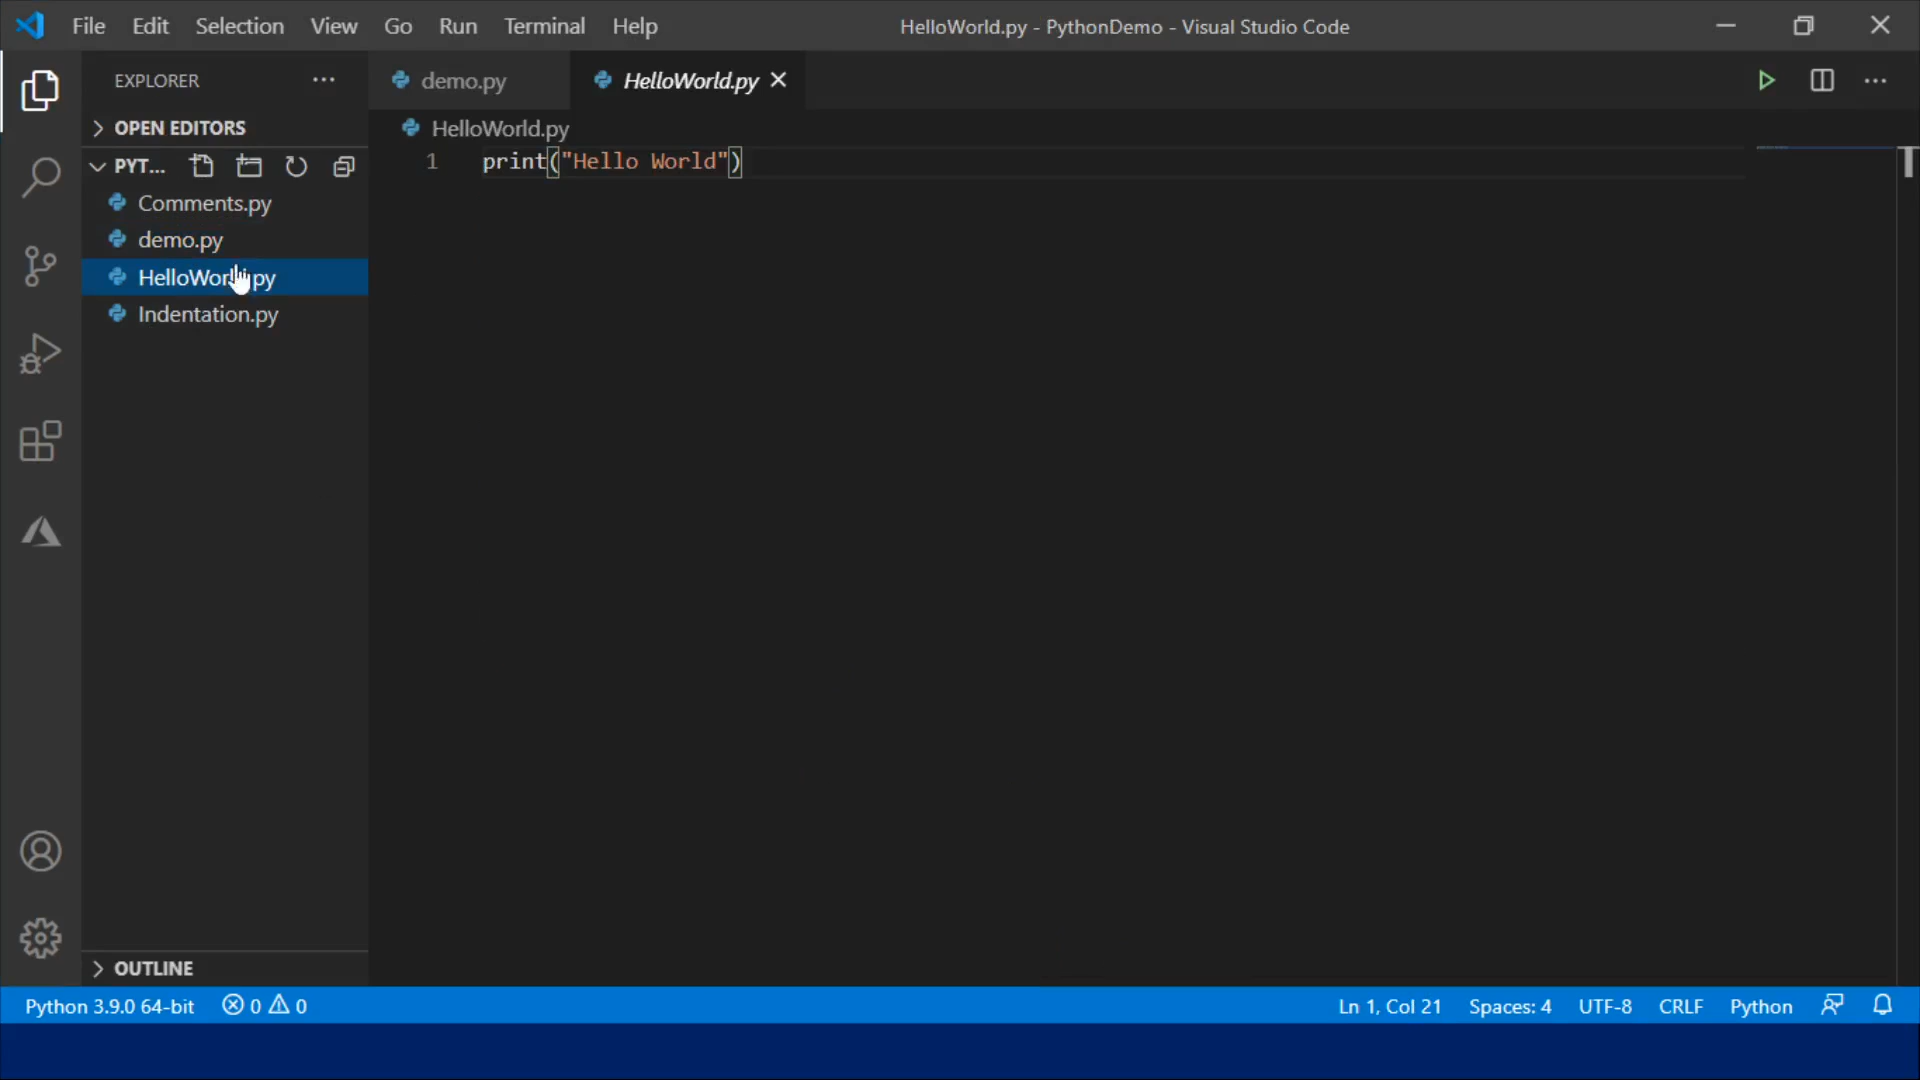 File Edit Selection View Go Run Terminal Help HelloWorld.py - PythonDemo - Visual Studio Code
EXPLORER
demo.py HelloWorld.py
OPEN EDITORS
HelloWorld.py
PYT...
1 print("Hello World")
Comments.py
demo.py
HelloWorld.py
Indentation.py
OUTLINE
Python 3.9.0 64-bit 0 0 Ln 1, Col 21 Spaces: 4 UTF-8 CRLF Python